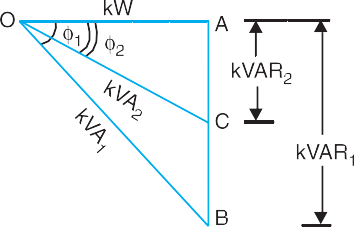 O kW A
ϕ₁ ϕ₂
kVAR₂
kVA₂
C
kVA₁
kVAR₁
B